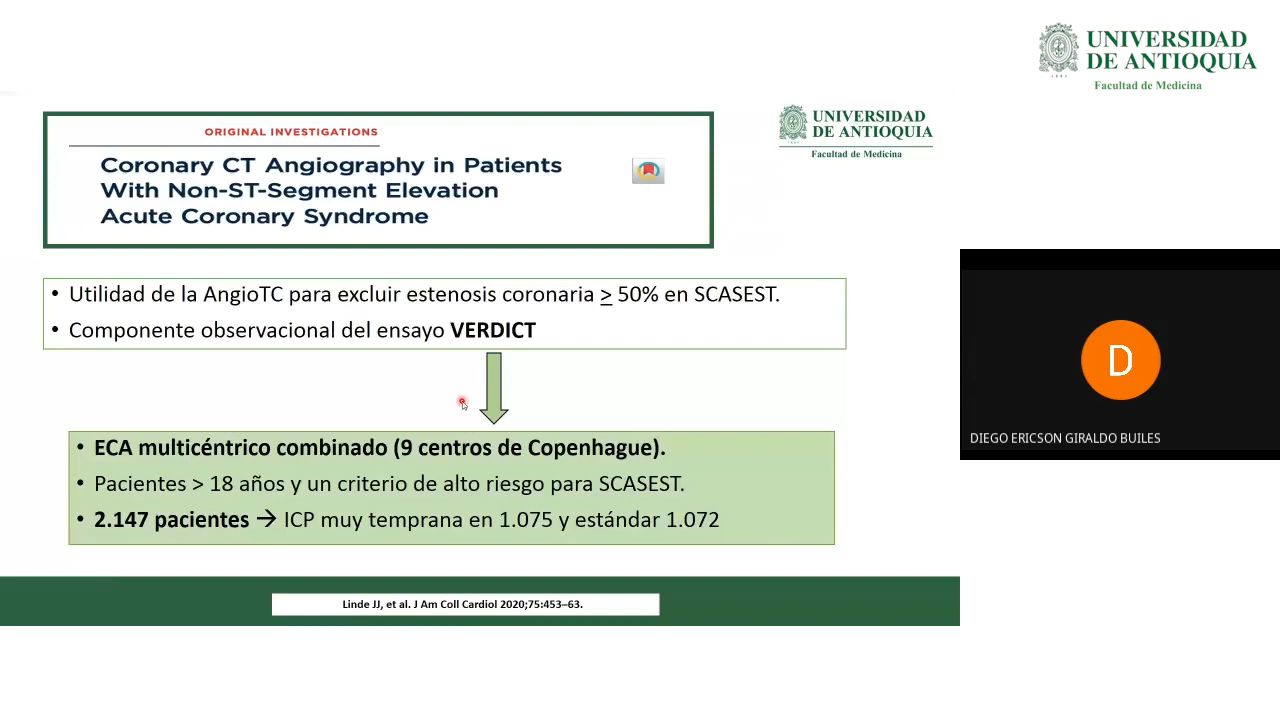 UNIVERSIDAD
DE ANTIOQUIA
1803
Facultad de Medicina
ORIGINAL INVESTIGATIONS
Coronary CT Angiography in Patients
With Non-ST-Segment Elevation
Acute Coronary Syndrome
UNIVERSIDAD
DE ANTIOQUIA
1803
Facultad de Medicina
• Utilidad de la AngioTC para excluir estenosis coronaria ≥ 50% en SCASEST.
• Componente observacional del ensayo VERDICT
• ECA multicéntrico combinado (9 centros de Copenhague).
• Pacientes > 18 años y un criterio de alto riesgo para SCASEST.
• 2.147 pacientes → ICP muy temprana en 1.075 y estándar 1.072
D
DIEGO ERICSON GIRALDO BUILES
Linde JJ, et al. J Am Coll Cardiol 2020;75:453–63.